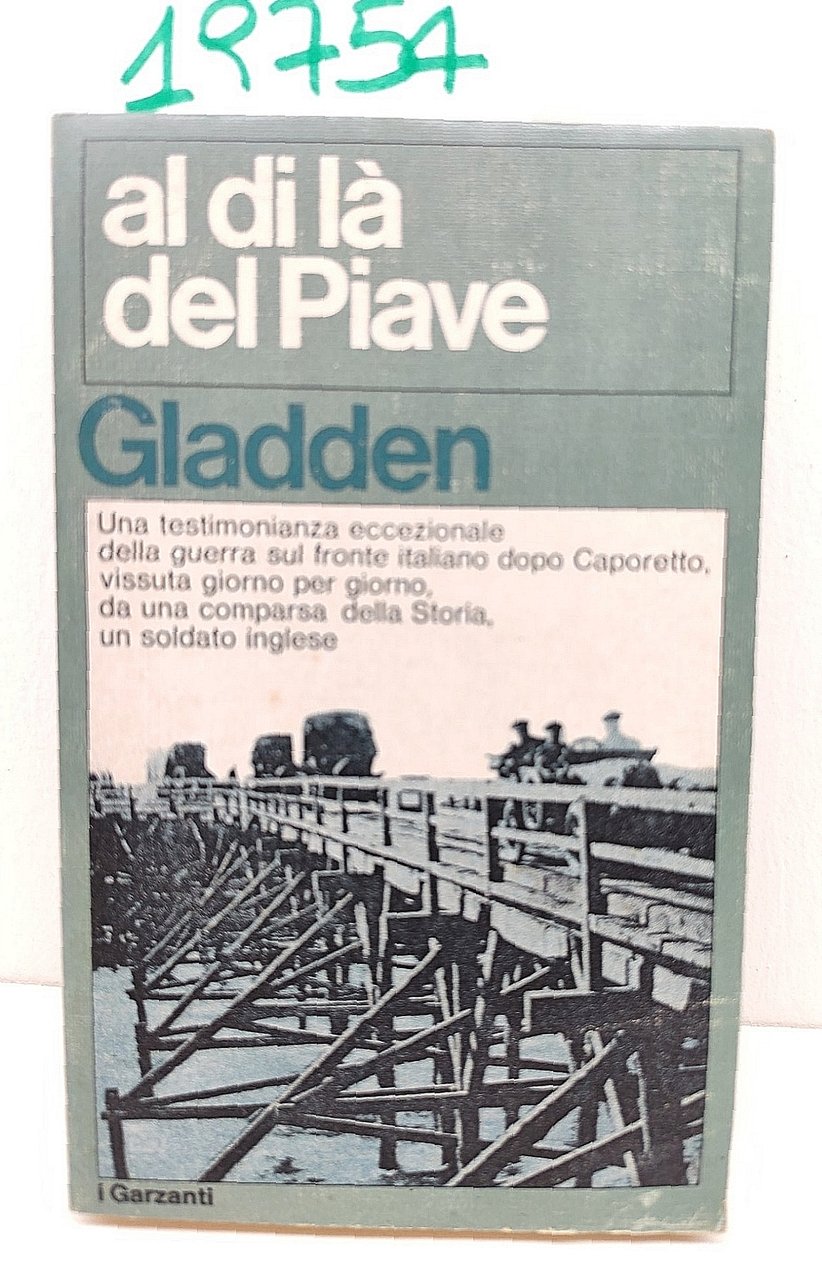 19754
al di là
del Piave
Gladden
Una testimonianza eccezionale
della guerra sul fronte italiano dopo Caporetto,
vissuta giorno per giorno,
da una comparsa della Storia,
un soldato inglese
i Garzanti